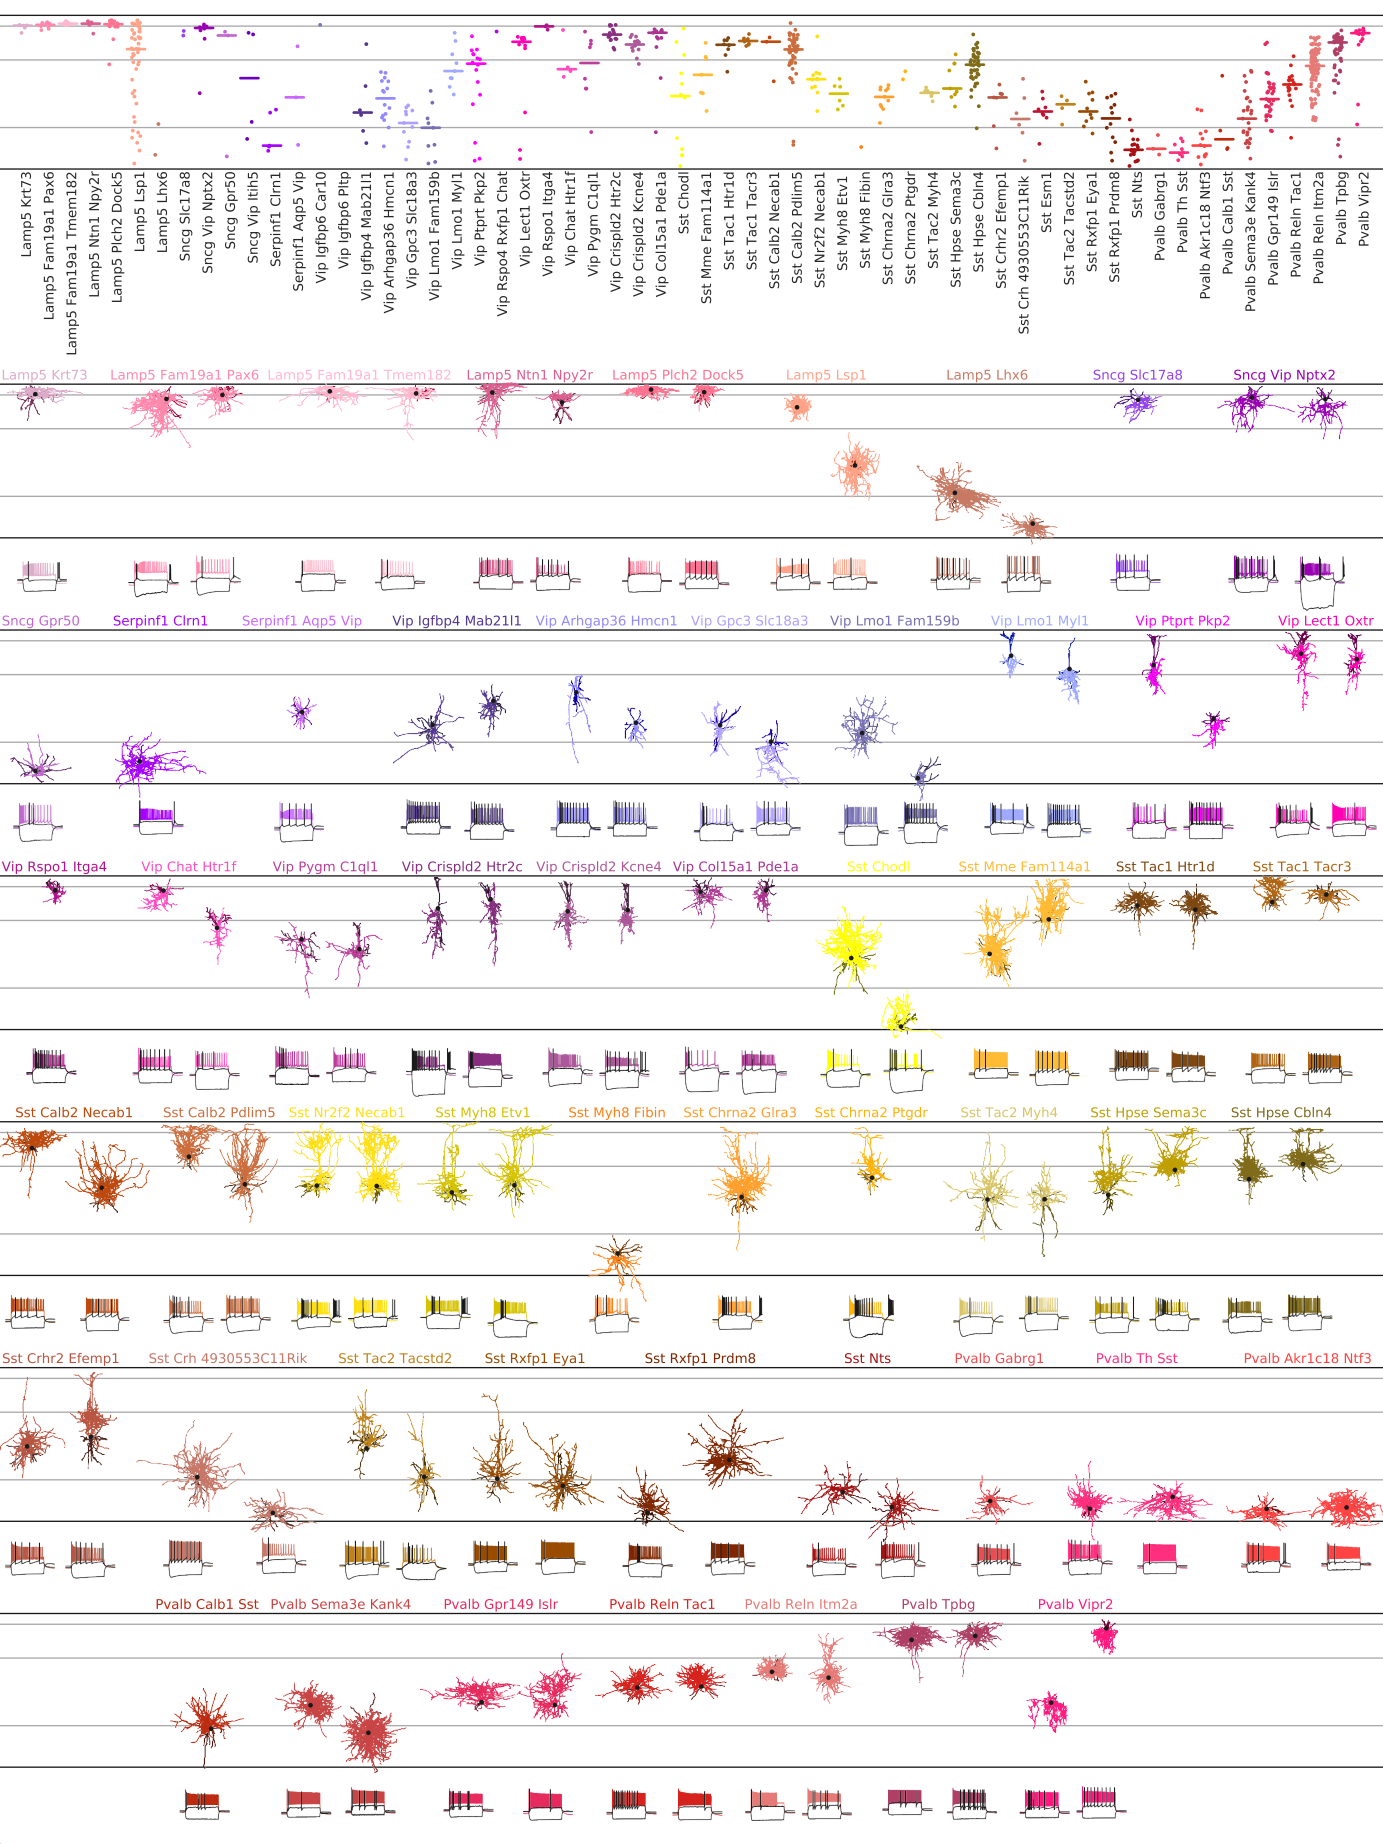 Lamp5 Krt73
Lamp5 Fam19a1 Pax6
Lamp5 Fam19a1 Tmem182
Lamp5 Ntn1 Npy2r
Lamp5 Plch2 Dock5
Lamp5 Lsp1
Lamp5 Lhx6
Sncg Slc17a8
Sncg Vip Nptx2
Sncg Gpr50
Sncg Vip Itih5
Serpinf1 Clrn1
Serpinf1 Aqp5 Vip
Vip Igfbp6 Car10
Vip Igfbp6 Pltp
Vip Igfbp4 Mab21l1
Vip Arhgap36 Hmcn1
Vip Gpc3 Slc18a3
Vip Lmo1 Fam159b
Vip Lmo1 Myl1
Vip Ptprt Pkp2
Vip Rspo4 Rxfp1 Chat
Vip Lect1 Oxtr
Vip Rspo1 Itga4
Vip Chat Htr1f
Vip Pygm C1ql1
Vip Crispld2 Htr2c
Vip Crispld2 Kcne4
Vip Col15a1 Pde1a
Sst Chodl
Sst Mme Fam114a1
Sst Tac1 Htr1d
Sst Tac1 Tacr3
Sst Calb2 Necab1
Sst Calb2 Pdlim5
Sst Nr2f2 Necab1
Sst Myh8 Etv1
Sst Myh8 Fibin
Sst Chrna2 Glra3
Sst Chrna2 Ptgdr
Sst Tac2 Myh4
Sst Hpse Sema3c
Sst Hpse Cbln4
Sst Crhr2 Efemp1
Sst Crh 4930553C11Rik
Sst Esm1
Sst Tac2 Tacstd2
Sst Rxfp1 Eya1
Sst Rxfp1 Prdm8
Sst Nts
Pvalb Gabrg1
Pvalb Th Sst
Pvalb Akr1c18 Ntf3
Pvalb Calb1 Sst
Pvalb Sema3e Kank4
Pvalb Gpr149 Islr
Pvalb Reln Tac1
Pvalb Reln Itm2a
Pvalb Tpbg
Pvalb Vipr2
Lamp5 Krt73 Lamp5 Fam19a1 Pax6 Lamp5 Fam19a1 Tmem182 Lamp5 Ntn1 Npy2r Lamp5 Plch2 Dock5 Lamp5 Lsp1 Lamp5 Lhx6 Sncg Slc17a8 Sncg Vip Nptx2
Sncg Gpr50 Serpinf1 Clrn1 Serpinf1 Aqp5 Vip Vip Igfbp4 Mab21l1 Vip Arhgap36 Hmcn1 Vip Gpc3 Slc18a3 Vip Lmo1 Fam159b Vip Lmo1 Myl1 Vip Ptprt Pkp2 Vip Lect1 Oxtr
Vip Rspo1 Itga4 Vip Chat Htr1f Vip Pygm C1ql1 Vip Crispld2 Htr2c Vip Crispld2 Kcne4 Vip Col15a1 Pde1a Sst Chodl Sst Mme Fam114a1 Sst Tac1 Htr1d Sst Tac1 Tacr3
Sst Calb2 Necab1 Sst Calb2 Pdlim5 Sst Nr2f2 Necab1 Sst Myh8 Etv1 Sst Myh8 Fibin Sst Chrna2 Glra3 Sst Chrna2 Ptgdr Sst Tac2 Myh4 Sst Hpse Sema3c Sst Hpse Cbln4
Sst Crhr2 Efemp1 Sst Crh 4930553C11Rik Sst Tac2 Tacstd2 Sst Rxfp1 Eya1 Sst Rxfp1 Prdm8 Sst Nts Pvalb Gabrg1 Pvalb Th Sst Pvalb Akr1c18 Ntf3
Pvalb Calb1 Sst Pvalb Sema3e Kank4 Pvalb Gpr149 Islr Pvalb Reln Tac1 Pvalb Reln Itm2a Pvalb Tpbg Pvalb Vipr2